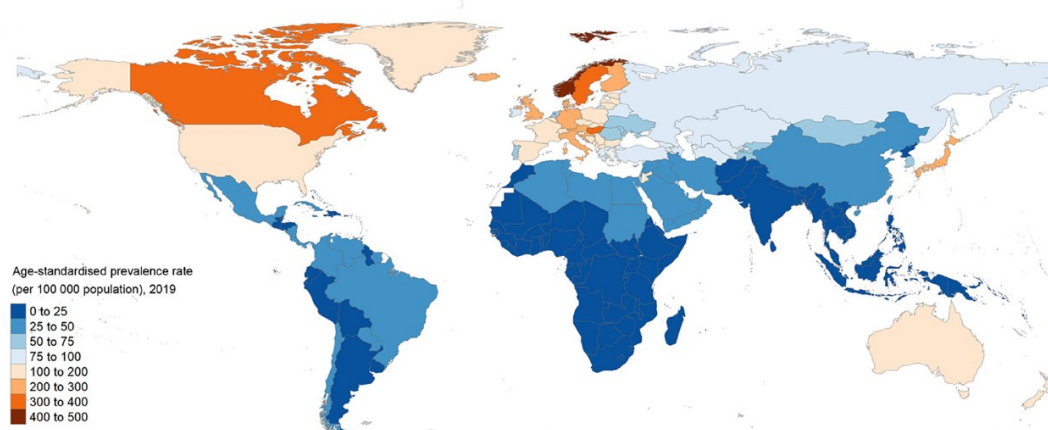 Age-standardised prevalence rate
(per 100 000 population), 2019
0 to 25
25 to 50
50 to 75
75 to 100
100 to 200
200 to 300
300 to 400
400 to 500